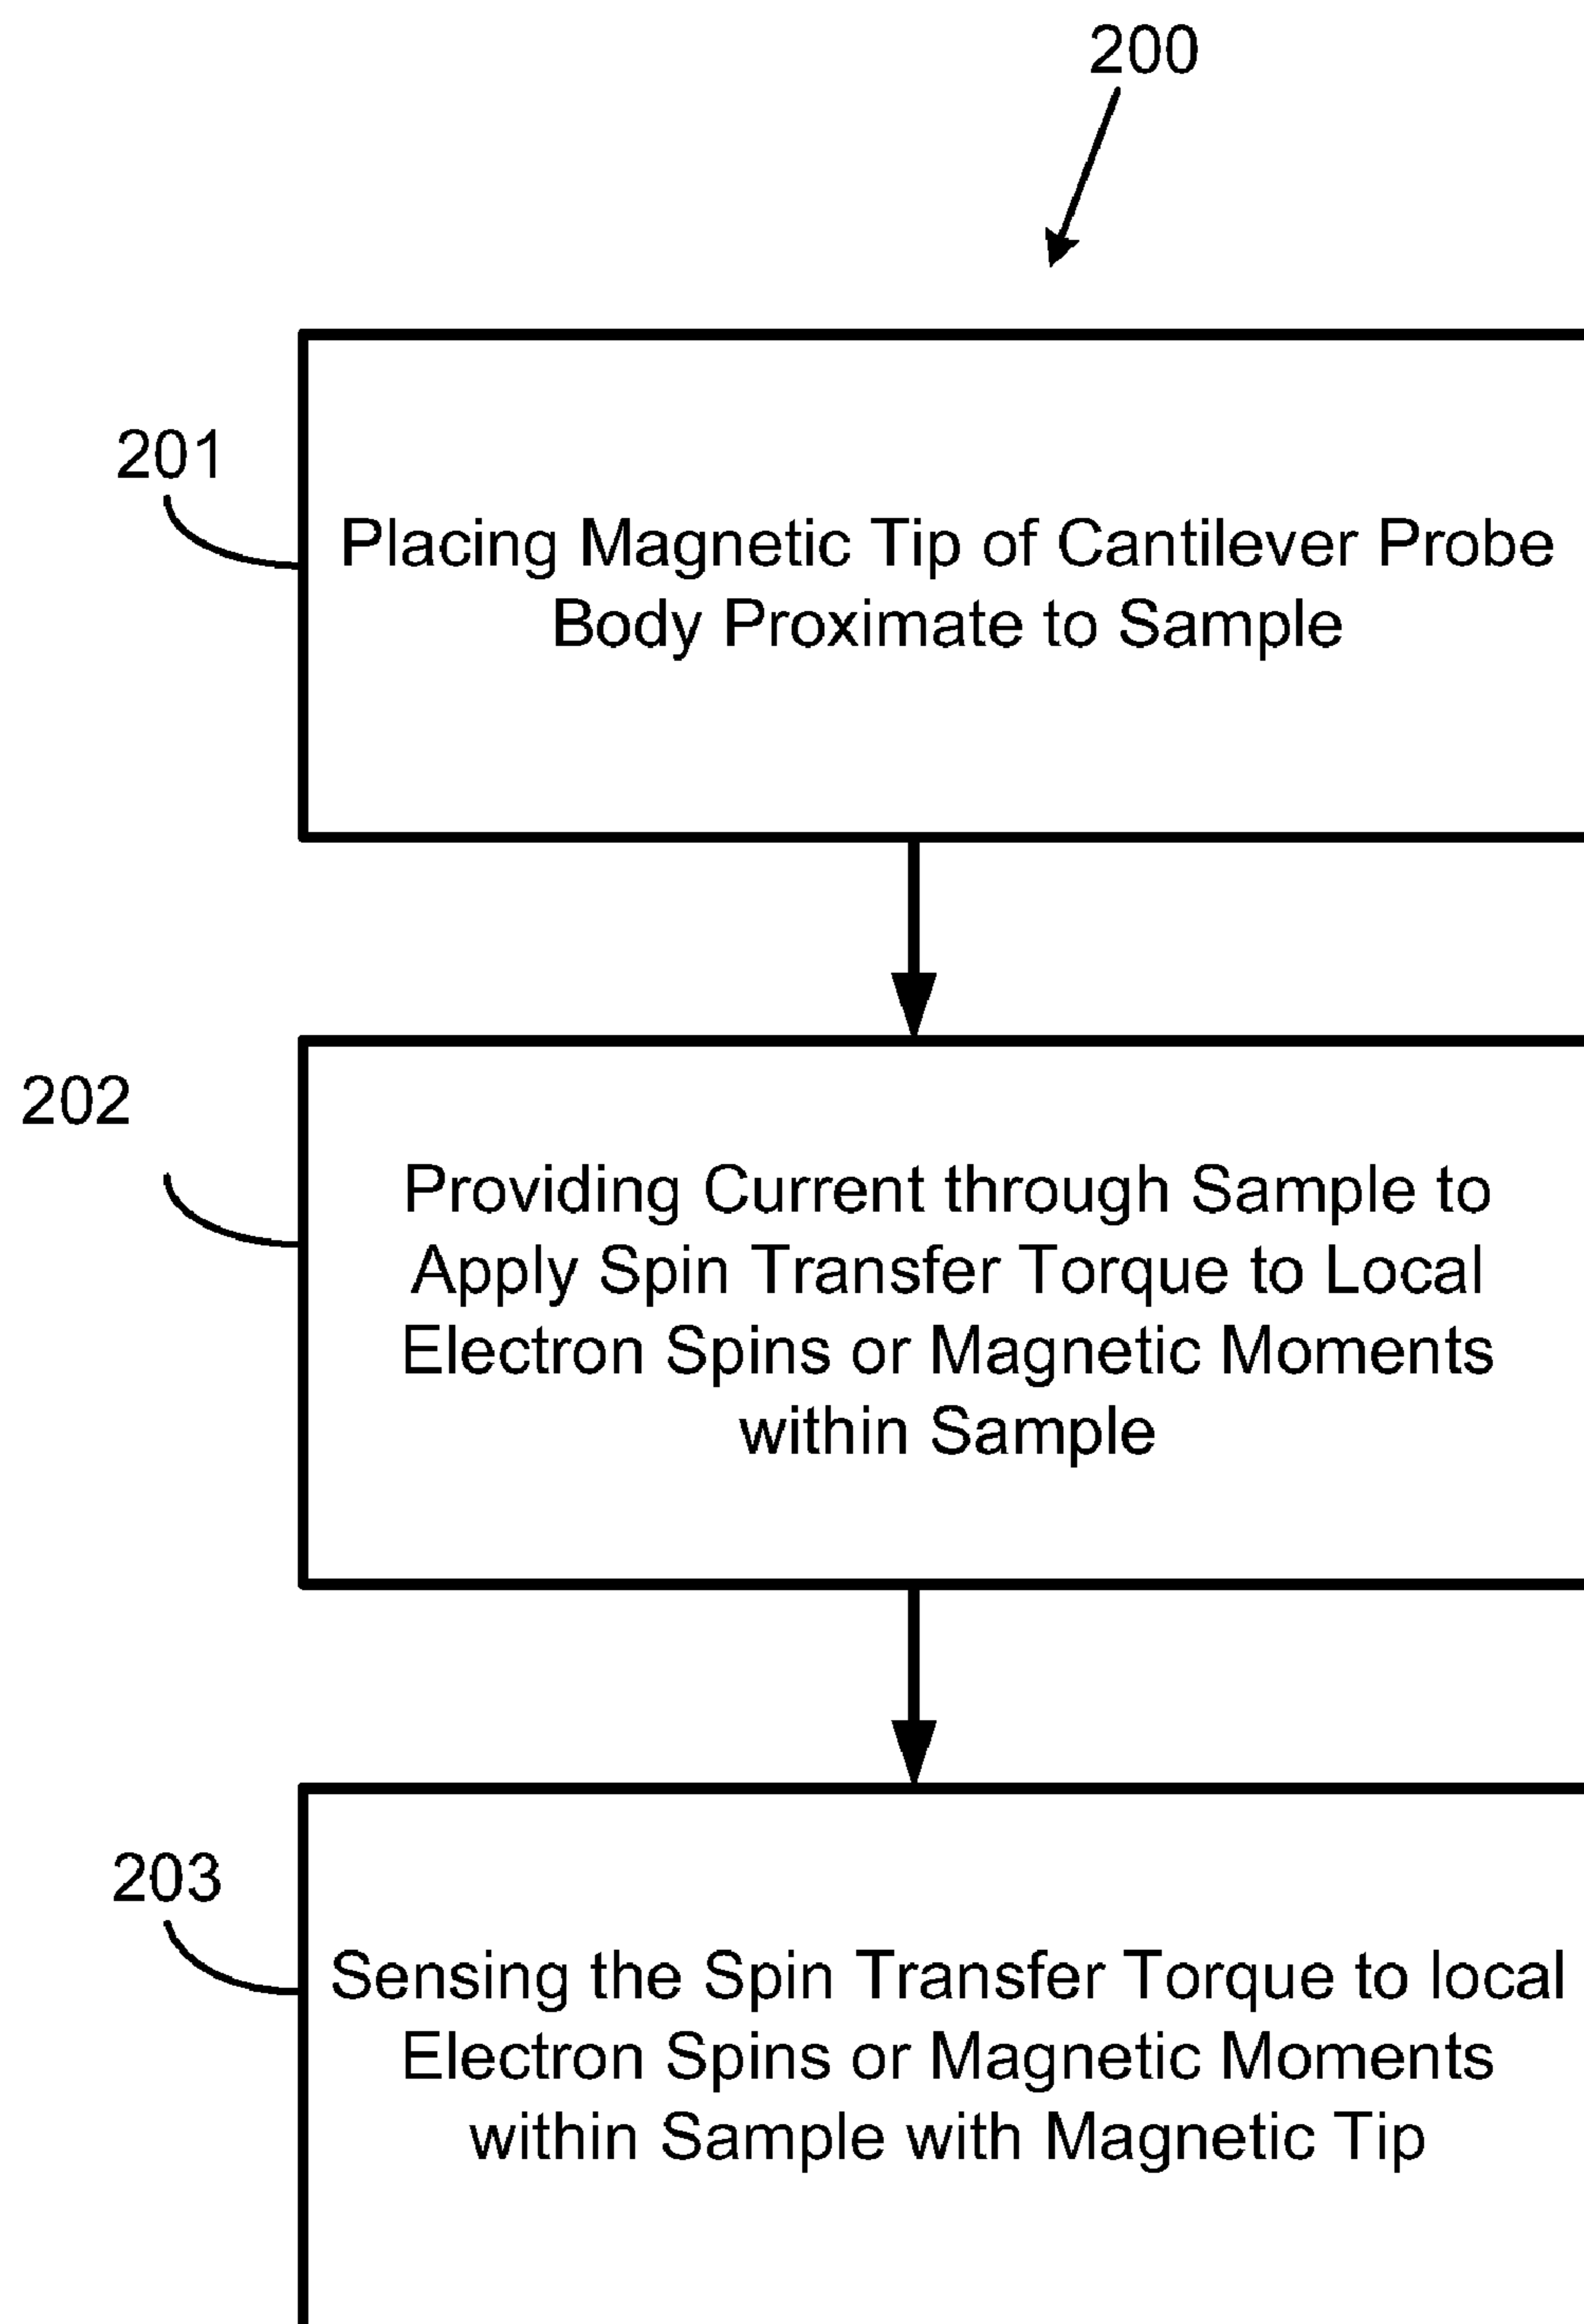 200
201
Placing Magnetic Tip of Cantilever Probe
Body Proximate to Sample
202
Providing Current through Sample to
Apply Spin Transfer Torque to Local
Electron Spins or Magnetic Moments
within Sample
203
Sensing the Spin Transfer Torque to local
Electron Spins or Magnetic Moments
within Sample with Magnetic Tip